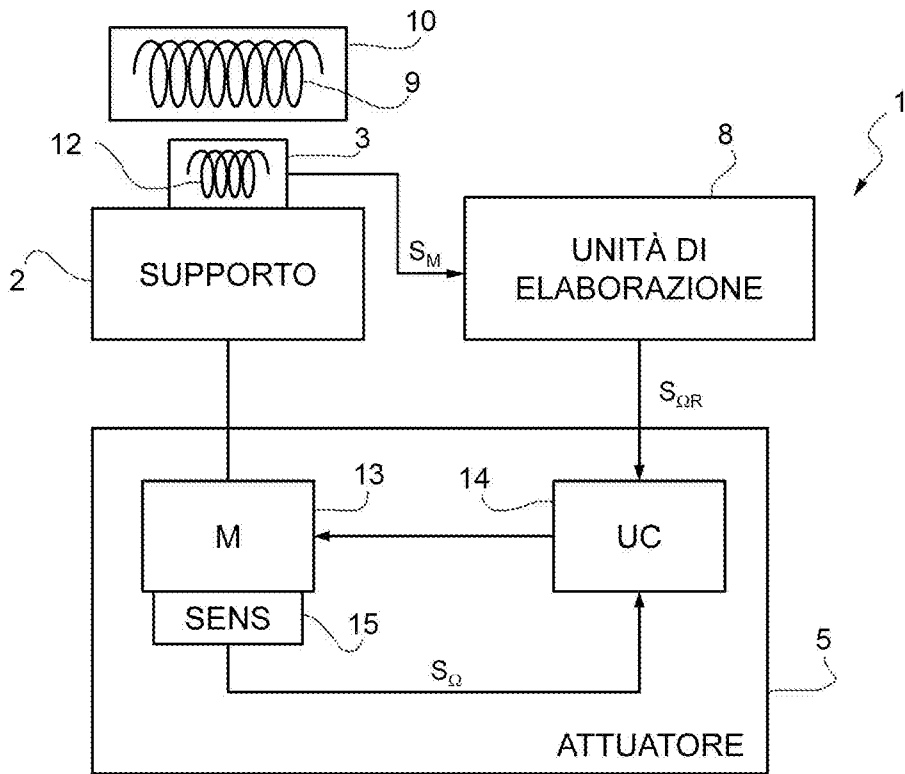 10
9
1
12
3
8
2
SUPPORTO
S_M
UNITÀ DI
ELABORAZIONE
S_ΩR
13
14
M
UC
SENS
15
5
S_Ω
ATTUATORE